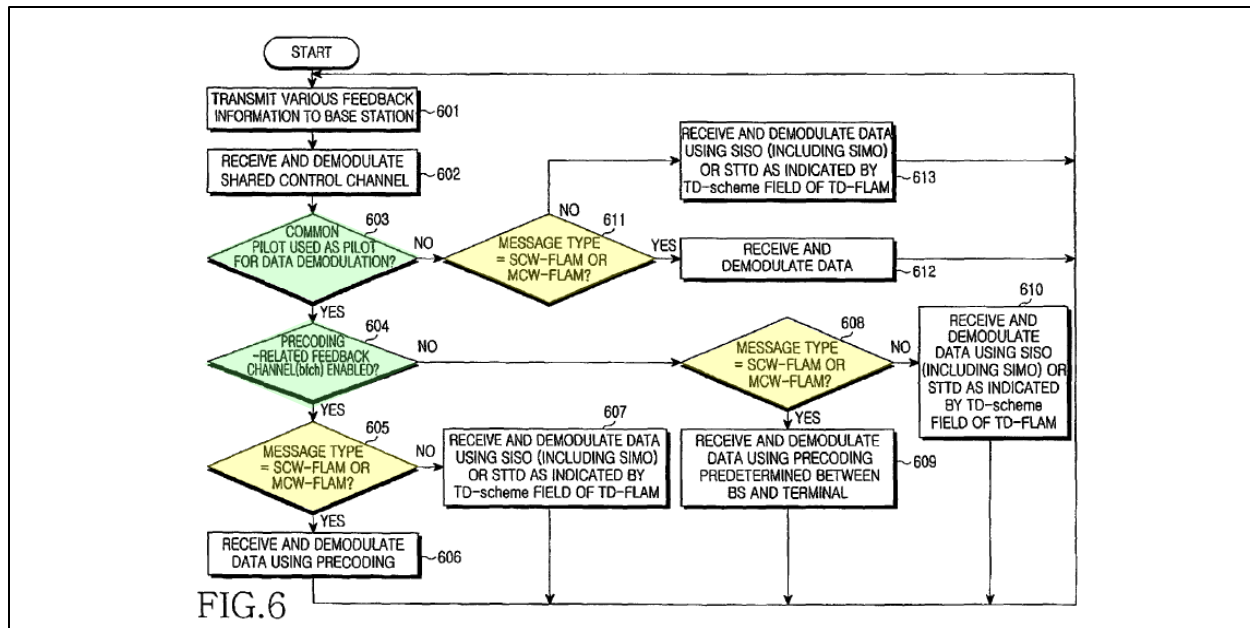 START
TRANSMIT VARIOUS FEEDBACK
INFORMATION TO BASE STATION
601
RECEIVE AND DEMODULATE
SHARED CONTROL CHANNEL
602
603
COMMON
PILOT USED AS PILOT
FOR DATA DEMODULATION?
NO
YES
611
MESSAGE TYPE
= SCW-FLAM OR
MCW-FLAM?
NO
YES
RECEIVE AND DEMODULATE DATA
USING SISO (INCLUDING SIMO)
OR STTD AS INDICATED BY
TD-scheme FIELD OF TD-FLAM
613
RECEIVE AND
DEMODULATE DATA
612
604
PRECODING
-RELATED FEEDBACK
CHANNEL(blch) ENABLED?
NO
YES
608
MESSAGE TYPE
= SCW-FLAM OR
MCW-FLAM?
NO
YES
610
RECEIVE AND
DEMODULATE
DATA USING SISO
(INCLUDING SIMO) OR
STTD AS INDICATED
BY TD-scheme
FIELD OF TD-FLAM
605
MESSAGE TYPE
= SCW-FLAM OR
MCW-FLAM?
NO
YES
607
RECEIVE AND DEMODULATE DATA
USING SISO (INCLUDING SIMO)
OR STTD AS INDICATED BY
TD-scheme FIELD OF TD-FLAM
RECEIVE AND DEMODULATE
DATA USING PRECODING
PREDETERMINED BETWEEN
BS AND TERMINAL
609
RECEIVE AND DEMODULATE
DATA USING PRECODING
606
FIG.6